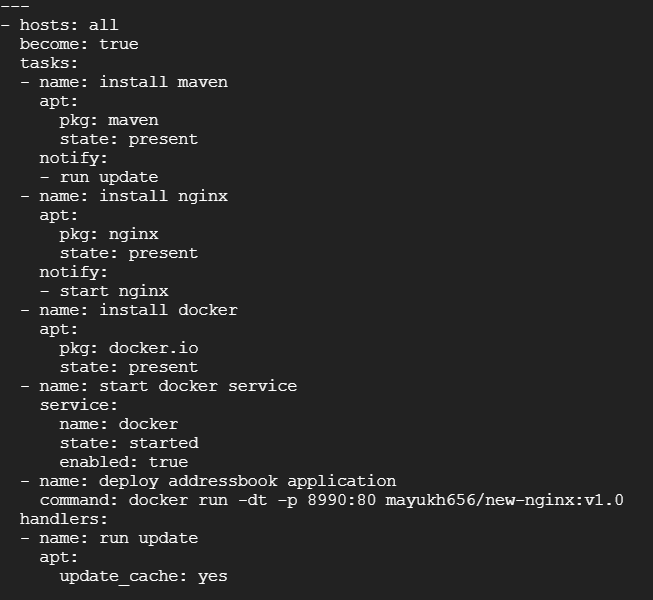 ---
- hosts: all
  become: true
  tasks:
  - name: install maven
    apt:
      pkg: maven
      state: present
    notify:
    - run update
  - name: install nginx
    apt:
      pkg: nginx
      state: present
    notify:
    - start nginx
  - name: install docker
    apt:
      pkg: docker.io
      state: present
  - name: start docker service
    service:
      name: docker
      state: started
      enabled: true
  - name: deploy addressbook application
    command: docker run -dt -p 8990:80 mayukh656/new-nginx:v1.0
  handlers:
  - name: run update
    apt:
      update_cache: yes